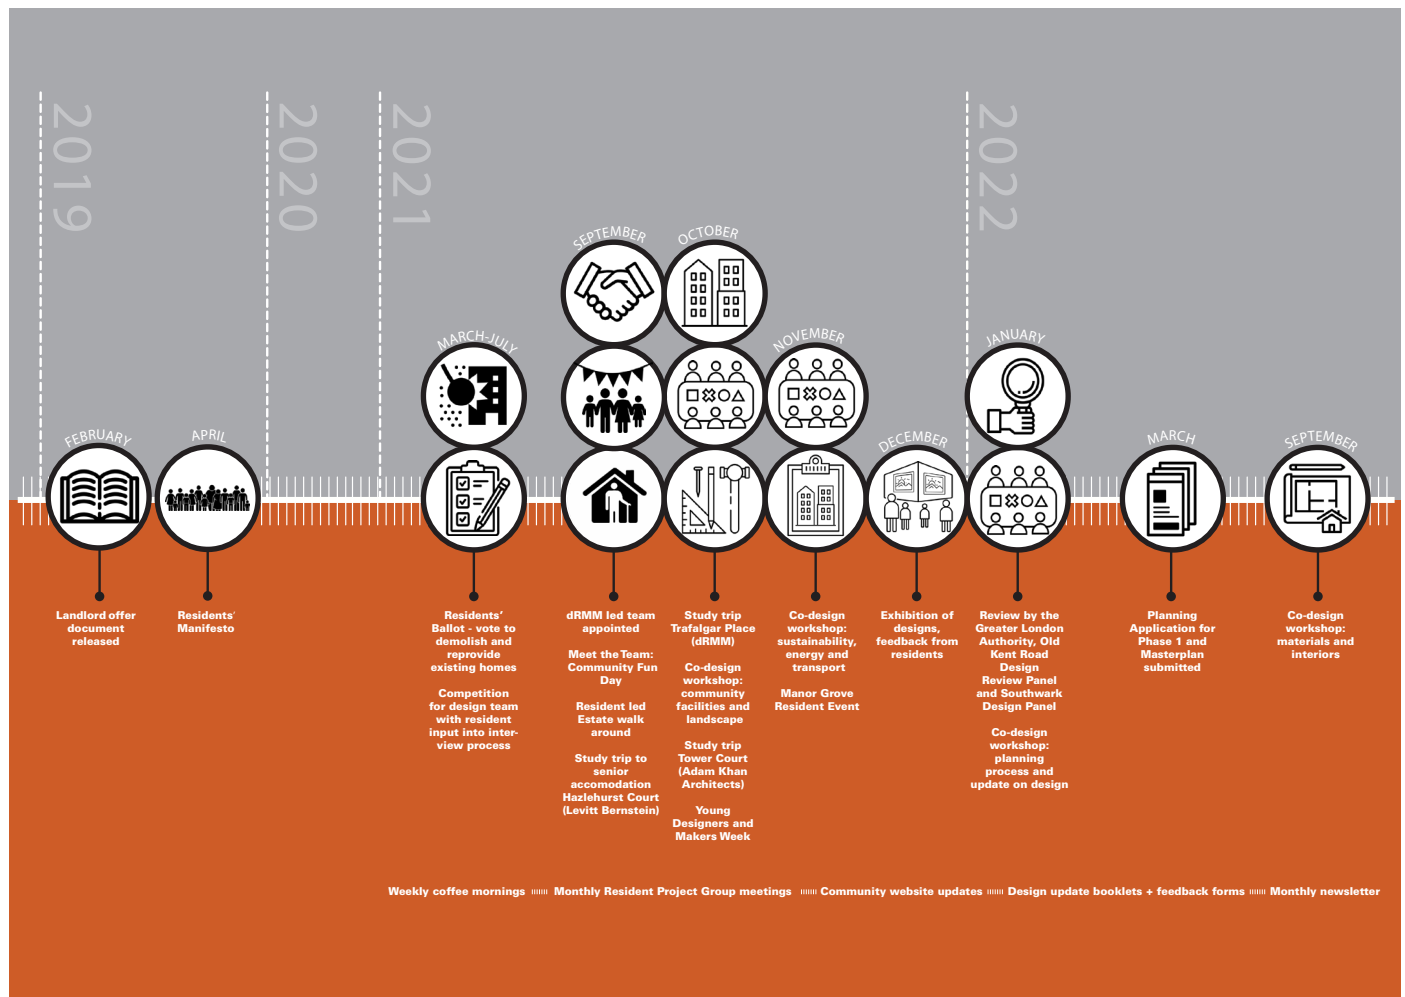 2019
2020
2021
2022
FEBRUARY
Landlord offer
document
released
APRIL
Residents'
Manifesto
MARCH-JULY
Residents’
Ballot - vote to
demolish and
reprovide
existing homes
Competition
for design team
with resident
input into inter-
view process
SEPTEMBER
dRMM led team
appointed
Meet the Team:
Community Fun
Day
Resident led
Estate walk
around
Study trip to
senior
accomodation
Hazlehurst Court
(Levitt Bernstein)
OCTOBER
Study trip
Trafalgar Place
(dRMM)
Co-design
workshop:
community
facilities and
landscape
Study trip
Tower Court
(Adam Khan
Architects)
Young
Designers and
Makers Week
NOVEMBER
Co-design
workshop:
sustainability,
energy and
transport
Manor Grove
Resident Event
DECEMBER
Exhibition of
designs,
feedback from
residents
JANUARY
Review by the
Greater London
Authority, Old
Kent Road
Design
Review Panel
and Southwark
Design Panel
Co-design
workshop:
planning
process and
update on design
MARCH
Planning
Application for
Phase 1 and
Masterplan
submitted
SEPTEMBER
Co-design
workshop:
materials and
interiors
Weekly coffee mornings Monthly Resident Project Group meetings Community website updates Design update booklets + feedback forms Monthly newsletter